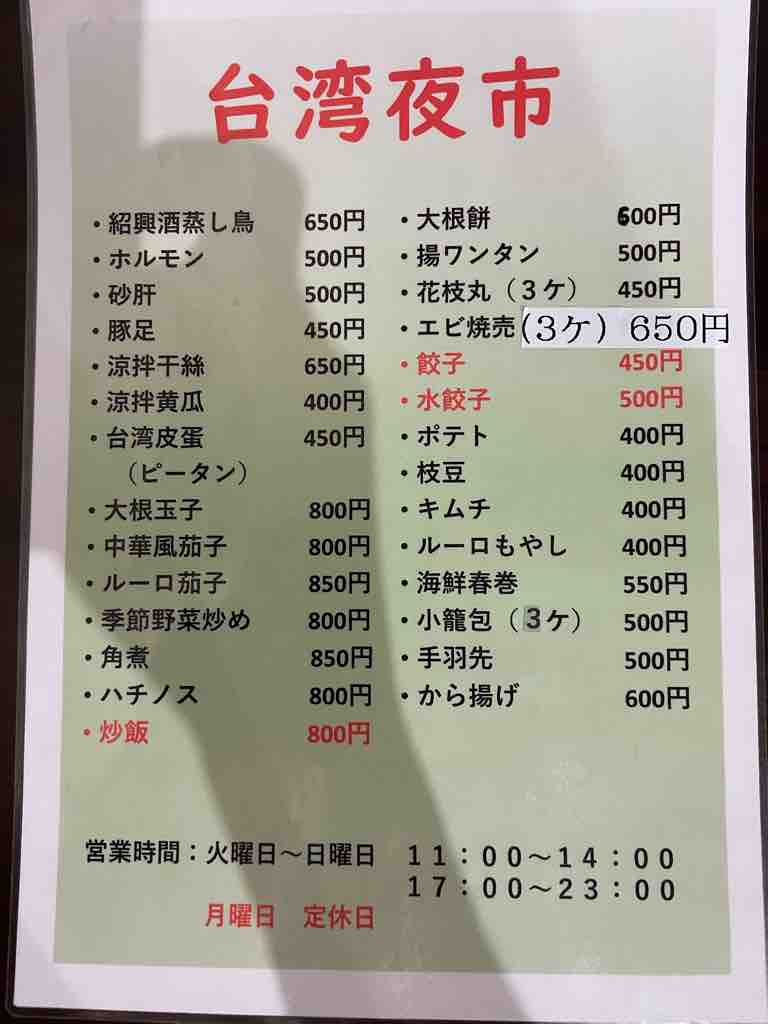 台湾夜市
・紹興酒蒸し鳥 650円
・ホルモン 500円
・砂肝 500円
・豚足 450円
・涼拌干絲 650円
・涼拌黄瓜 400円
・台湾皮蛋 450円
（ピータン）
・大根玉子 800円
・中華風茄子 800円
・ルーロ茄子 850円
・季節野菜炒め 800円
・角煮 850円
・ハチノス 800円
・炒飯 800円
・大根餅 600円
・揚ワンタン 500円
・花枝丸（３ケ） 450円
・エビ焼売(３ケ) 650円
・餃子 450円
・水餃子 500円
・ポテト 400円
・枝豆 400円
・キムチ 400円
・ルーロもやし 400円
・海鮮春巻 550円
・小籠包（３ケ） 500円
・手羽先 500円
・から揚げ 600円
営業時間：火曜日～日曜日 １１：００～１４：００
１７：００～２３：００
月曜日 定休日